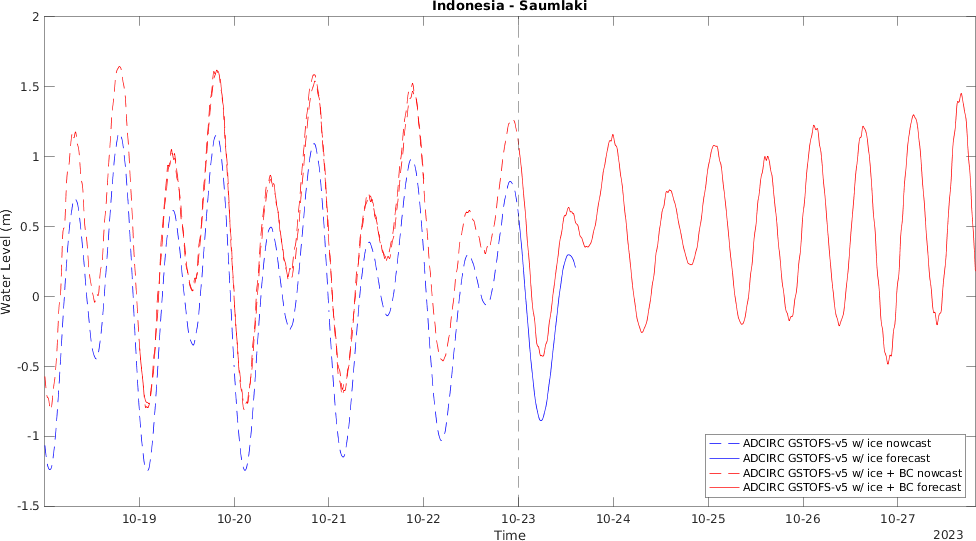 Indonesia - Saumlaki
2
1.5
1
0.5
0
-0.5
-1
-1.5
Water Level (m)
ADCIRC GSTOFS-v5 w/ ice nowcast
ADCIRC GSTOFS-v5 w/ ice forecast
ADCIRC GSTOFS-v5 w/ ice + BC nowcast
ADCIRC GSTOFS-v5 w/ ice + BC forecast
10-19 10-20 10-21 10-22 10-23 10-24 10-25 10-26 10-27
Time
2023